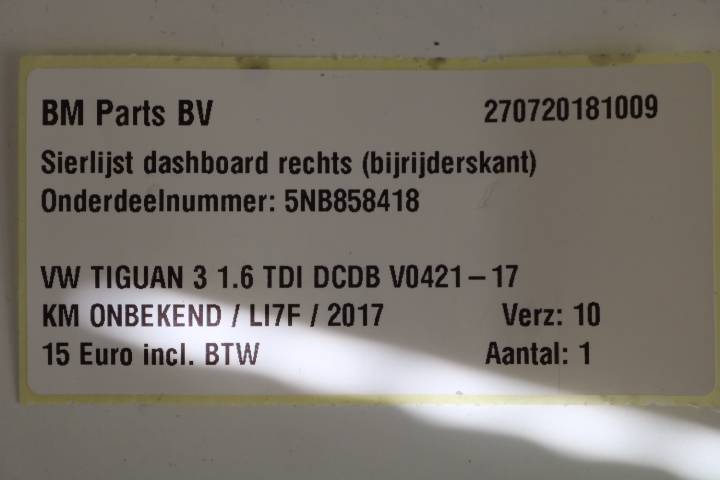 BM Parts BV 270720181009
Sierlijst dashboard rechts (bijrijderskant)
Onderdeelnummer: 5NB858418
VW TIGUAN 3 1.6 TDI DCDB V0421-17
KM ONBEKEND / LI7F / 2017 Verz: 10
15 Euro incl. BTW Aantal: 1